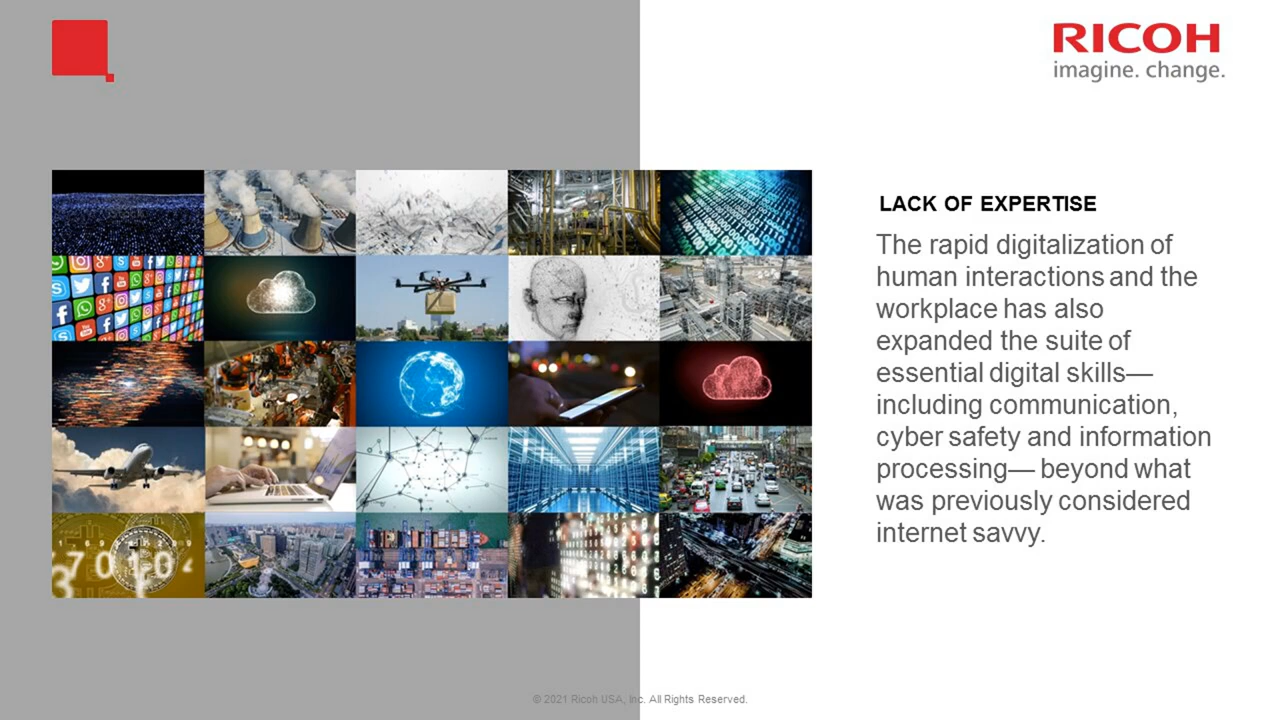 RICOH
imagine. change.
LACK OF EXPERTISE
The rapid digitalization of
human interactions and the
workplace has also
expanded the suite of
essential digital skills—
including communication,
cyber safety and information
processing— beyond what
was previously considered
internet savvy.
© 2021 Ricoh USA, Inc. All Rights Reserved.